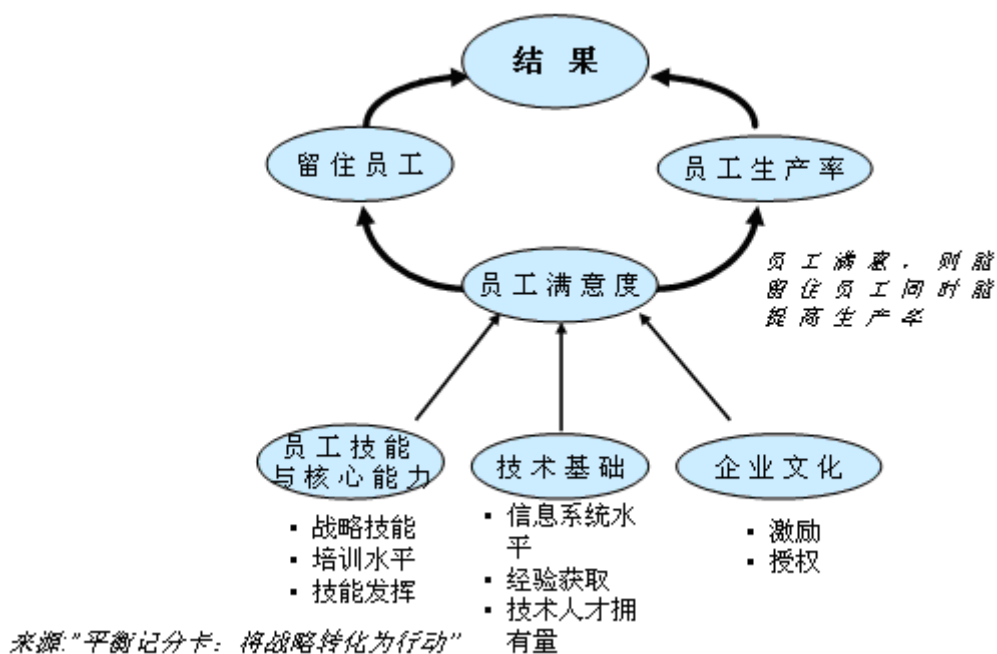 结 果
留住员工
员工生产率
员工满意度
员工满意，则能
留住员工同时能
提高生产率
员工技能
与核心能力
技术基础
企业文化
▪ 战略技能
▪ 培训水平
▪ 技能发挥
▪ 信息系统水
平
▪ 经验获取
▪ 技术人才拥
有量
▪ 激励
▪ 授权
来源:"平衡记分卡：将战略转化为行动"